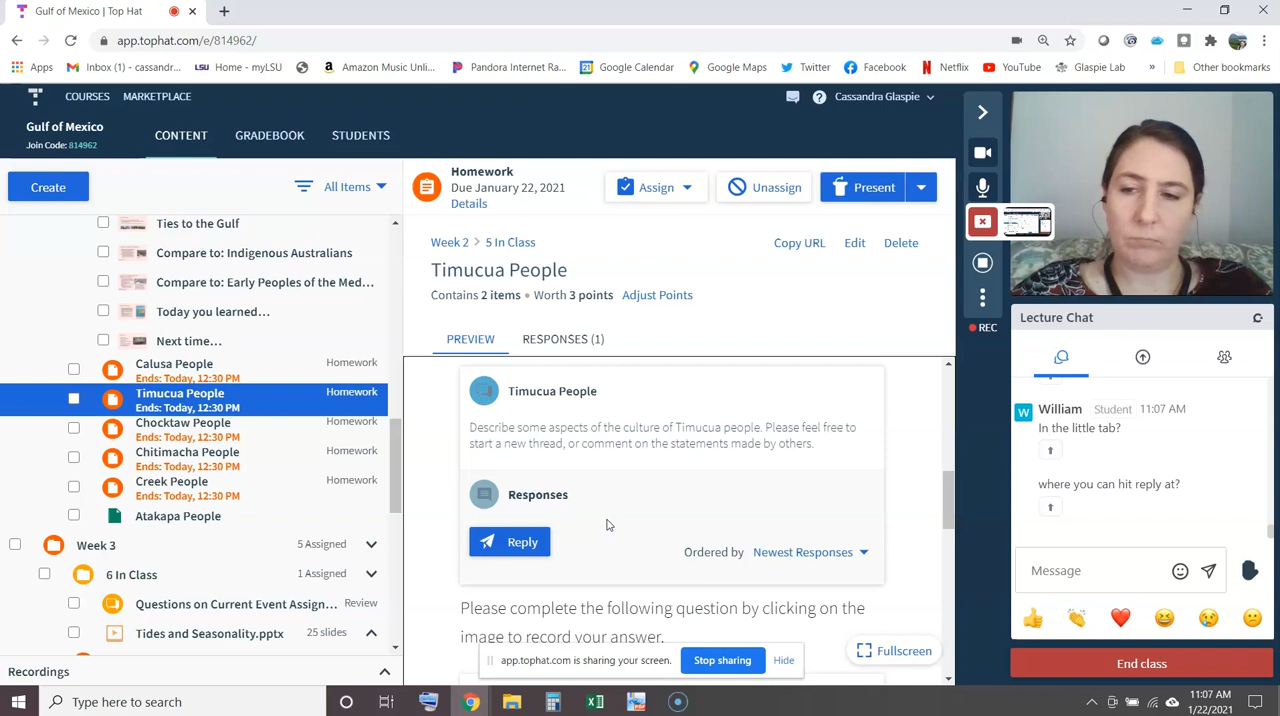 Gulf of Mexico | Top Hat
app.tophat.com/e/814962/
Apps
Inbox (1) - cassandr...
LSU Home - myLSU
Amazon Music Unli...
Pandora Internet Ra...
Google Calendar
Google Maps
Twitter
Facebook
Netflix
YouTube
Glaspie Lab
»
Other bookmarks
COURSES
MARKETPLACE
Cassandra Glaspie
Gulf of Mexico
Join Code: 814962
CONTENT
GRADEBOOK
STUDENTS
Create
All Items
Homework
Due January 22, 2021
Details
Assign
Unassign
Present
Ties to the Gulf
Compare to: Indigenous Australians
Compare to: Early Peoples of the Med...
Today you learned...
Next time...
Calusa People
Homework
Ends: Today, 12:30 PM
Timucua People
Homework
Ends: Today, 12:30 PM
Chocktaw People
Homework
Ends: Today, 12:30 PM
Chitimacha People
Homework
Ends: Today, 12:30 PM
Creek People
Homework
Ends: Today, 12:30 PM
Atakapa People
Week 3
5 Assigned
6 In Class
1 Assigned
Questions on Current Event Assign...
Review
Tides and Seasonality.pptx
25 slides
Recordings
Week 2 > 5 In Class
Copy URL
Edit
Delete
Timucua People
Contains 2 items • Worth 3 points
Adjust Points
PREVIEW
RESPONSES (1)
Timucua People
Describe some aspects of the culture of Timucua people. Please feel free to
start a new thread, or comment on the statements made by others.
Responses
Reply
Ordered by Newest Responses
Please complete the following question by clicking on the
image to record your answer.
app.tophat.com is sharing your screen.
Stop sharing
Hide
Fullscreen
REC
Lecture Chat
W
William Student 11:07 AM
In the little tab?
where you can hit reply at?
Message
End class
Type here to search
11:07 AM
1/22/2021